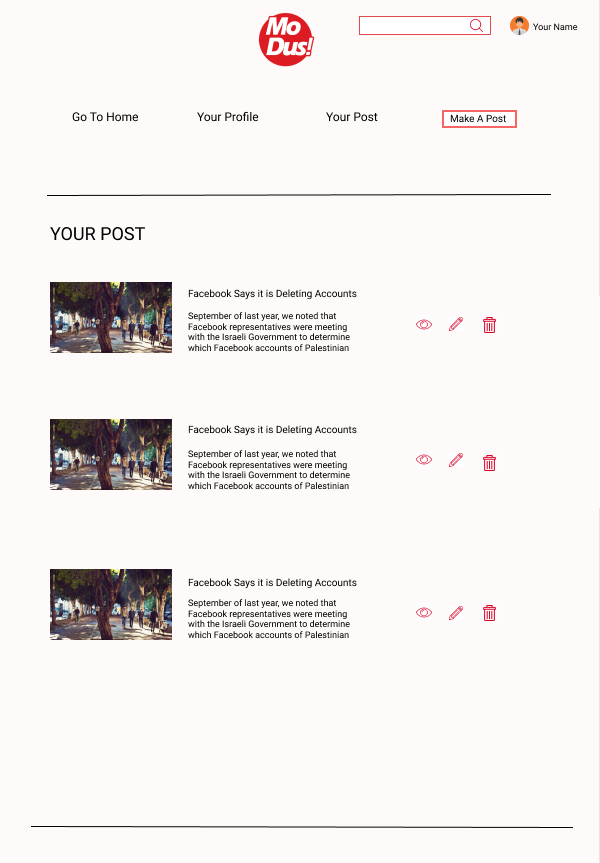 Mo
Dus!
Your Name
Go To Home
Your Profile
Your Post
Make A Post
YOUR POST
Facebook Says it is Deleting Accounts
September of last year, we noted that
Facebook representatives were meeting
with the Israeli Government to determine
which Facebook accounts of Palestinian
Facebook Says it is Deleting Accounts
September of last year, we noted that
Facebook representatives were meeting
with the Israeli Government to determine
which Facebook accounts of Palestinian
Facebook Says it is Deleting Accounts
September of last year, we noted that
Facebook representatives were meeting
with the Israeli Government to determine
which Facebook accounts of Palestinian